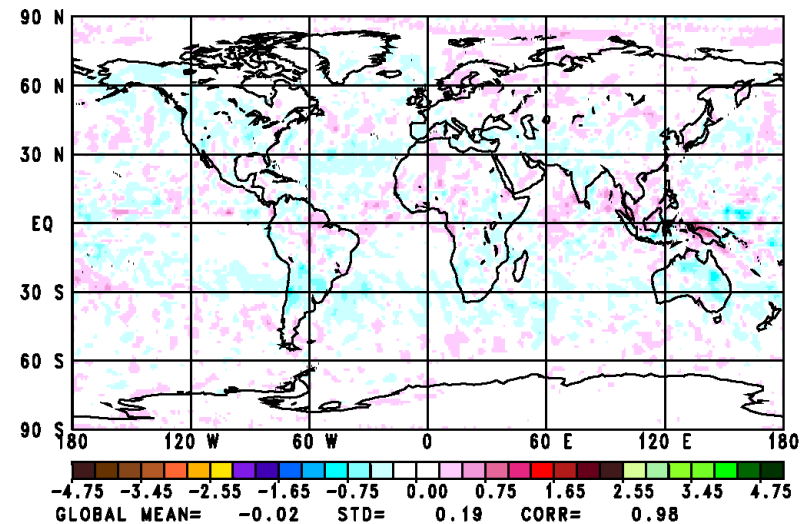 90 N
60 N
30 N
EQ
30 S
60 S
90 S
180 120 W 60 W 0 60 E 120 E 180
-4.75 -3.45 -2.55 -1.65 -0.75 0.00 0.75 1.65 2.55 3.45 4.75
GLOBAL MEAN= -0.02 STD= 0.19 CORR= 0.98